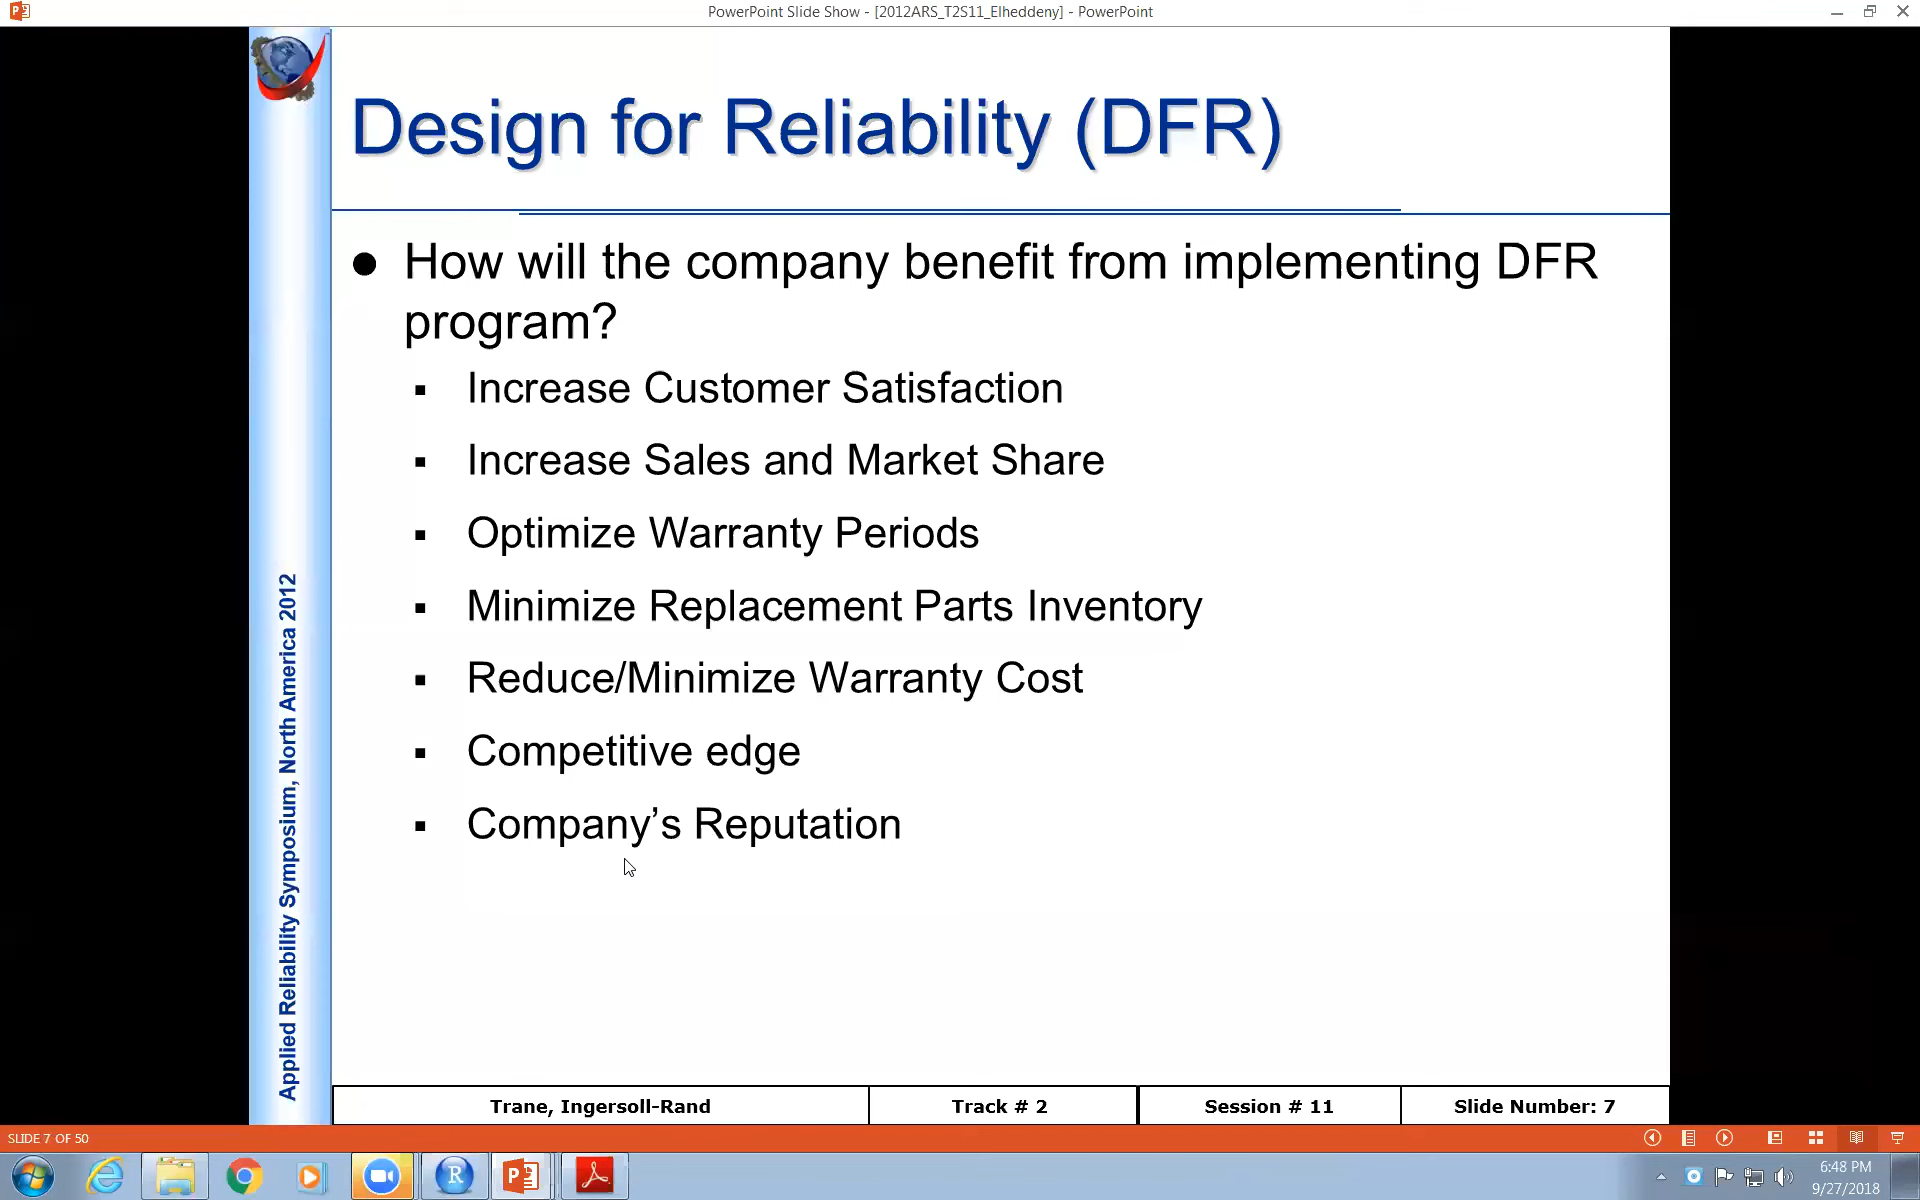 PowerPoint Slide Show - [2012ARS_T2S11_Elheddeny] - PowerPoint
Design for Reliability (DFR)
● How will the company benefit from implementing DFR
program?
▪ Increase Customer Satisfaction
▪ Increase Sales and Market Share
▪ Optimize Warranty Periods
▪ Minimize Replacement Parts Inventory
▪ Reduce/Minimize Warranty Cost
▪ Competitive edge
▪ Company’s Reputation
Applied Reliability Symposium, North America 2012
Trane, Ingersoll-Rand Track # 2 Session # 11 Slide Number: 7
SLIDE 7 OF 50
6:48 PM
9/27/2018